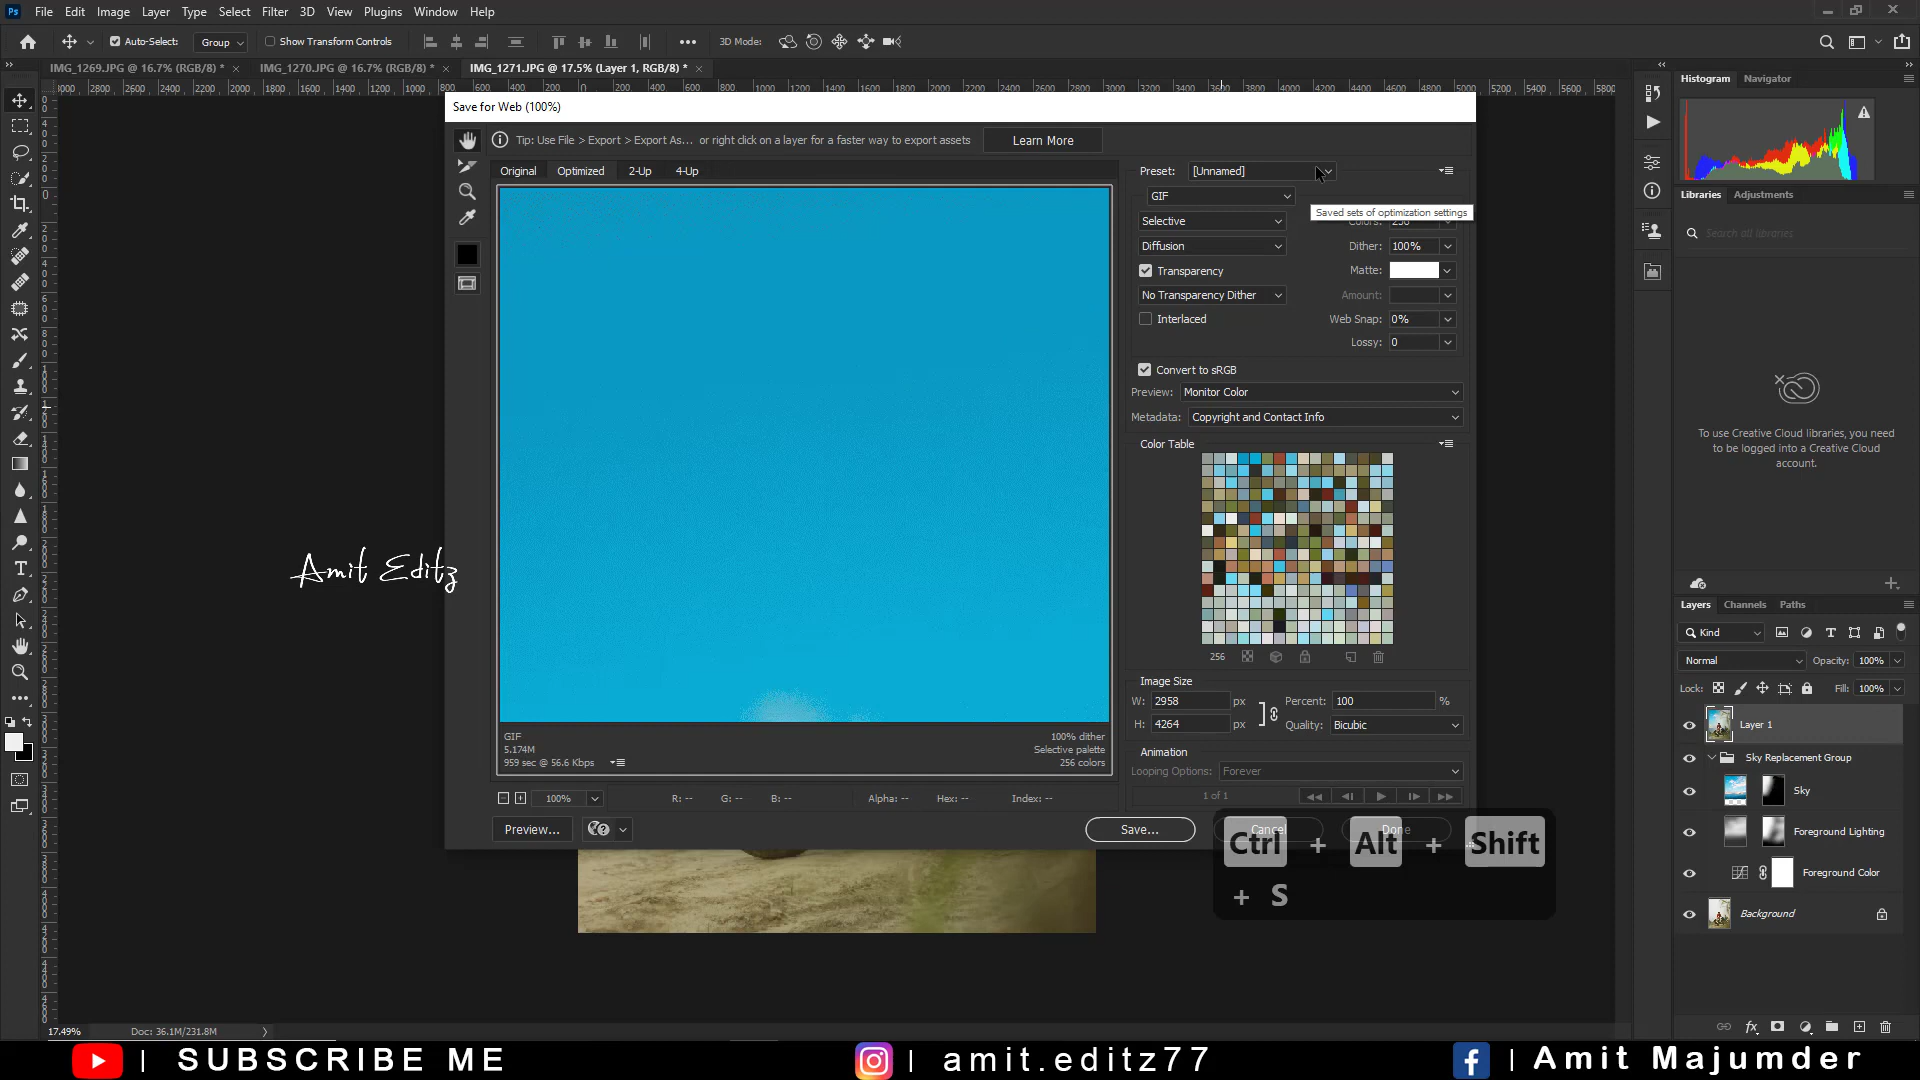 File Edit Image Layer Type Select Filter 3D View Plugins Window Help
Auto-Select: Group Show Transform Controls 3D Mode:
IMG_1269.JPG @ 16.7% (RGB/8) * IMG_1270.JPG @ 16.7% (RGB/8) * IMG_1271.JPG @ 17.5% (Layer 1, RGB/8) *
Save for Web (100%)
Tip: Use File > Export > Export As... or right click on a layer for a faster way to export assets Learn More
Original Optimized 2-Up 4-Up
Preset: [Unnamed]
GIF
Saved sets of optimization settings
Selective Colors: 256
Diffusion Dither: 100%
Transparency Matte:
No Transparency Dither Amount:
Interlaced Web Snap: 0%
Lossy: 0
Convert to sRGB
Preview: Monitor Color
Metadata: Copyright and Contact Info
Color Table
256
Image Size
W: 2958 px Percent: 100 %
H: 4264 px Quality: Bicubic
Animation
Looping Options: Forever
1 of 1
GIF 100% dither
5.174M Selective palette
959 sec @ 56.6 Kbps 256 colors
100% R: -- G: -- B: -- Alpha: -- Hex: -- Index: --
Preview... Save... Cancel Done
Ctrl + Alt + Shift
+ S
Amit Editz
Histogram Navigator
Libraries Adjustments
Search all libraries
To use Creative Cloud libraries, you need
to be logged into a Creative Cloud
account.
Layers Channels Paths
Kind
Normal Opacity: 100%
Lock: Fill: 100%
Layer 1
Sky Replacement Group
Sky
Foreground Lighting
Foreground Color
Background
17.49% Doc: 36.1M/231.8M
| SUBSCRIBE ME | amit.editz77 | Amit Majumder